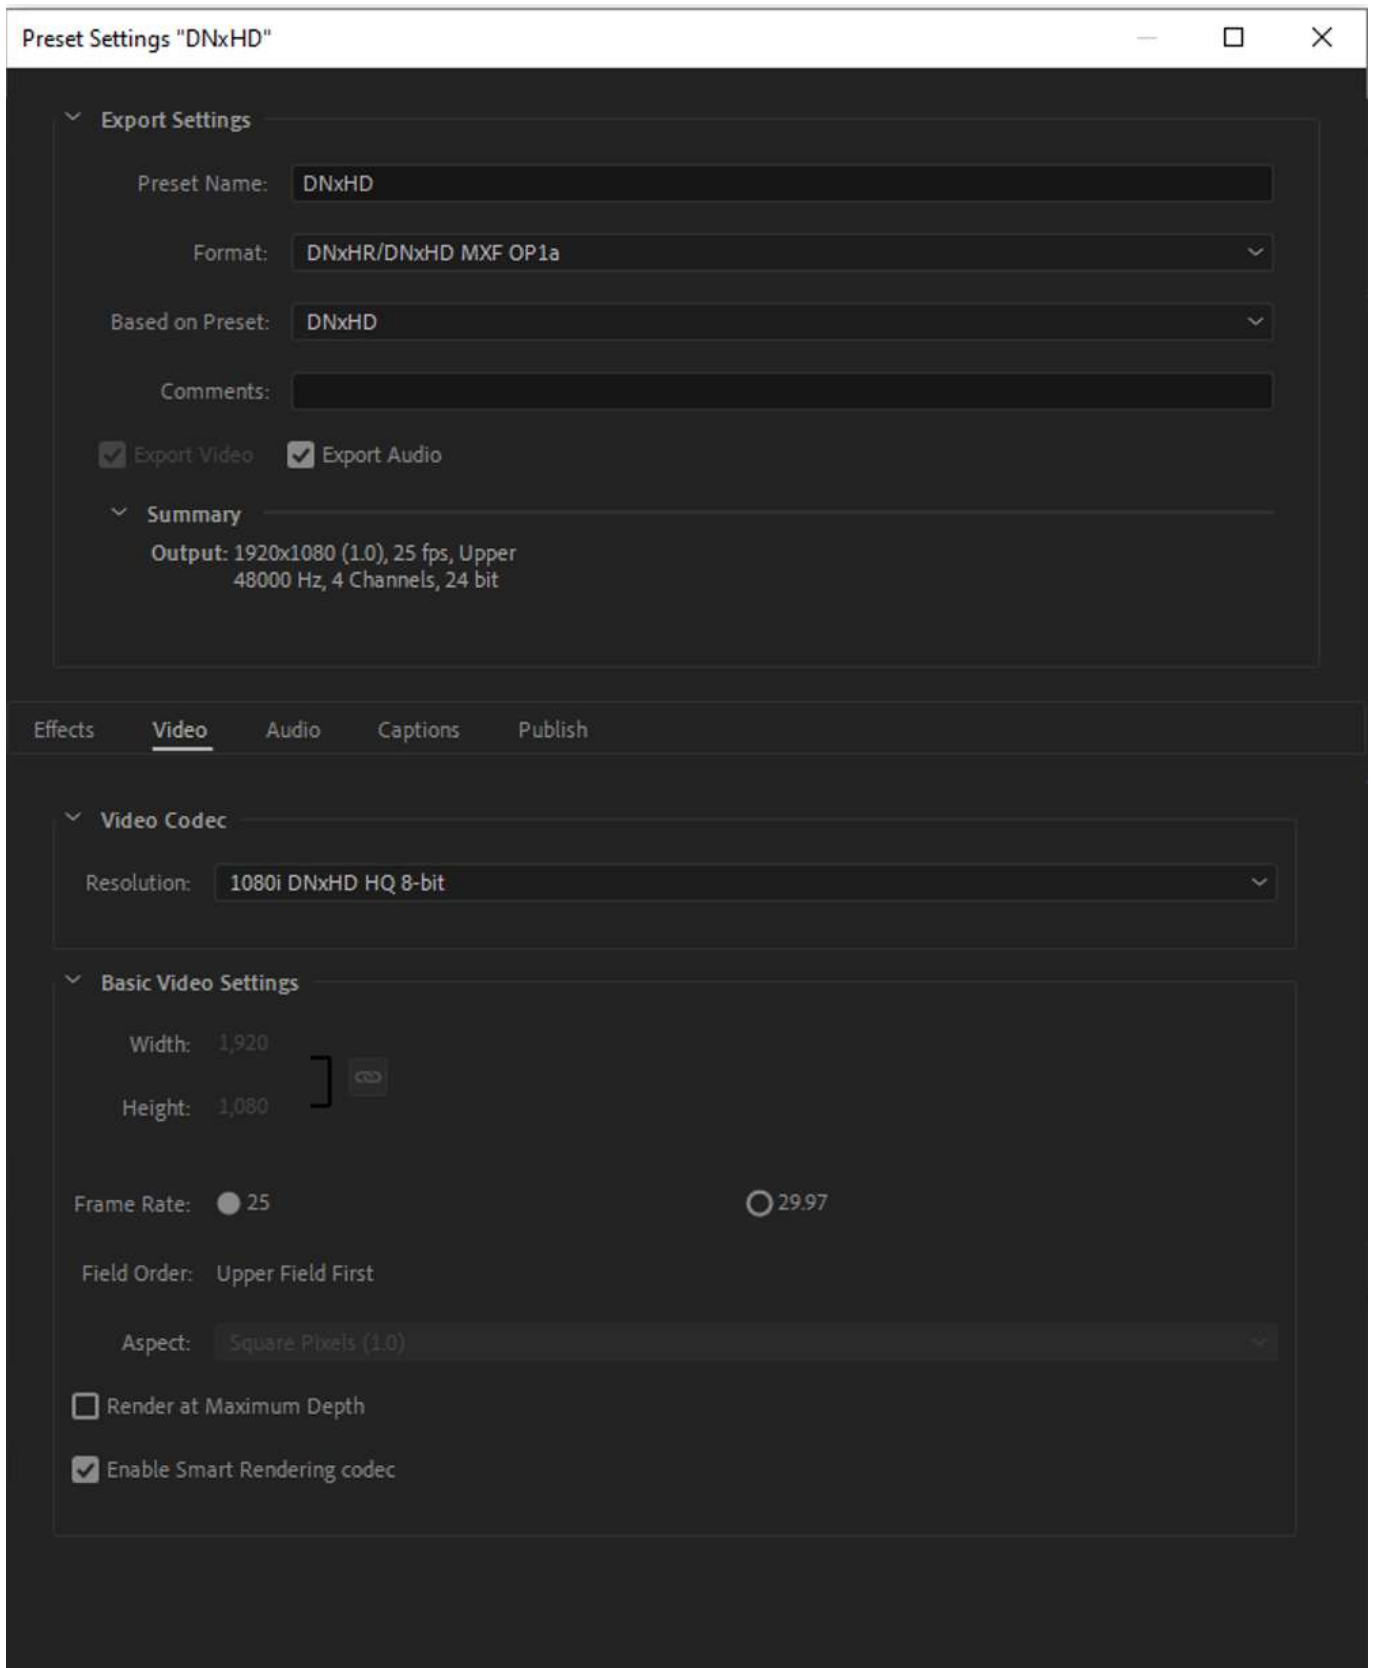 Preset Settings "DNxHD"
Export Settings
Preset Name: DNxHD
Format: DNxHR/DNxHD MXF OP1a
Based on Preset: DNxHD
Comments:
Export Video Export Audio
Summary
Output: 1920x1080 (1.0), 25 fps, Upper
48000 Hz, 4 Channels, 24 bit
Effects Video Audio Captions Publish
Video Codec
Resolution: 1080i DNxHD HQ 8-bit
Basic Video Settings
Width: 1,920
Height: 1,080
Frame Rate: 25 29.97
Field Order: Upper Field First
Aspect: Square Pixels (1.0)
Render at Maximum Depth
Enable Smart Rendering codec